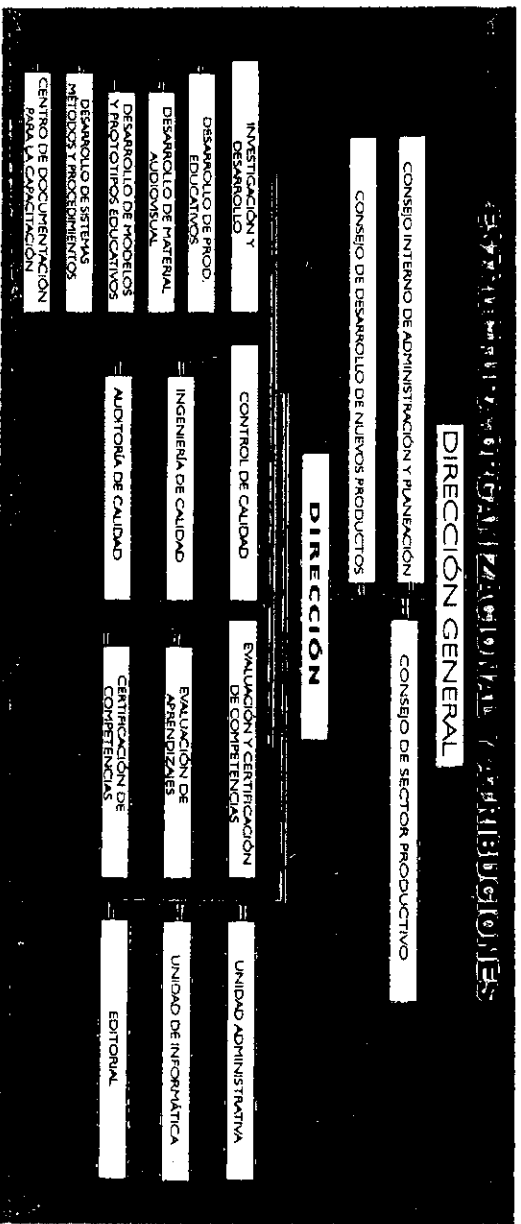 ESTRUCTURA ORGANIZACIONAL Y ATRIBUCIONES
DIRECCIÓN GENERAL
CONSEJO INTERNO DE ADMINISTRACIÓN Y PLANEACIÓN
CONSEJO DE SECTOR PRODUCTIVO
CONSEJO DE DESARROLLO DE NUEVOS PRODUCTOS
DIRECCIÓN
INVESTIGACIÓN Y
DESARROLLO
DESARROLLO DE PROD.
EDUCATIVOS
DESARROLLO DE MATERIAL
AUDIOVISUAL
DESARROLLO DE MODELOS
Y PROTOTIPOS EDUCATIVOS
DESARROLLO DE SISTEMAS
MÉTODOS Y PROCEDIMIENTOS
CENTRO DE DOCUMENTACIÓN
PARA LA CAPACITACIÓN
CONTROL DE CALIDAD
INGENIERÍA DE CALIDAD
AUDITORÍA DE CALIDAD
EVALUACIÓN Y CERTIFICACIÓN
DE COMPETENCIAS
EVALUACIÓN DE
APRENDIZAJES
CERTIFICACIÓN DE
COMPETENCIAS
UNIDAD ADMINISTRATIVA
UNIDAD DE INFORMÁTICA
EDITORIAL